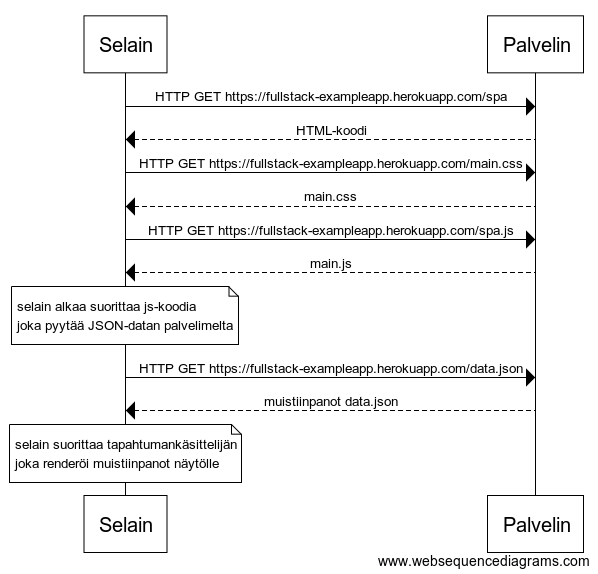 Selain
Palvelin
HTTP GET https://fullstack-exampleapp.herokuapp.com/spa
HTML-koodi
HTTP GET https://fullstack-exampleapp.herokuapp.com/main.css
main.css
HTTP GET https://fullstack-exampleapp.herokuapp.com/spa.js
main.js
selain alkaa suorittaa js-koodia
joka pyytää JSON-datan palvelimelta
HTTP GET https://fullstack-exampleapp.herokuapp.com/data.json
muistiinpanot data.json
selain suorittaa tapahtumankäsittelijän
joka renderöi muistiinpanot näytölle
Selain
Palvelin
www.websequencediagrams.com